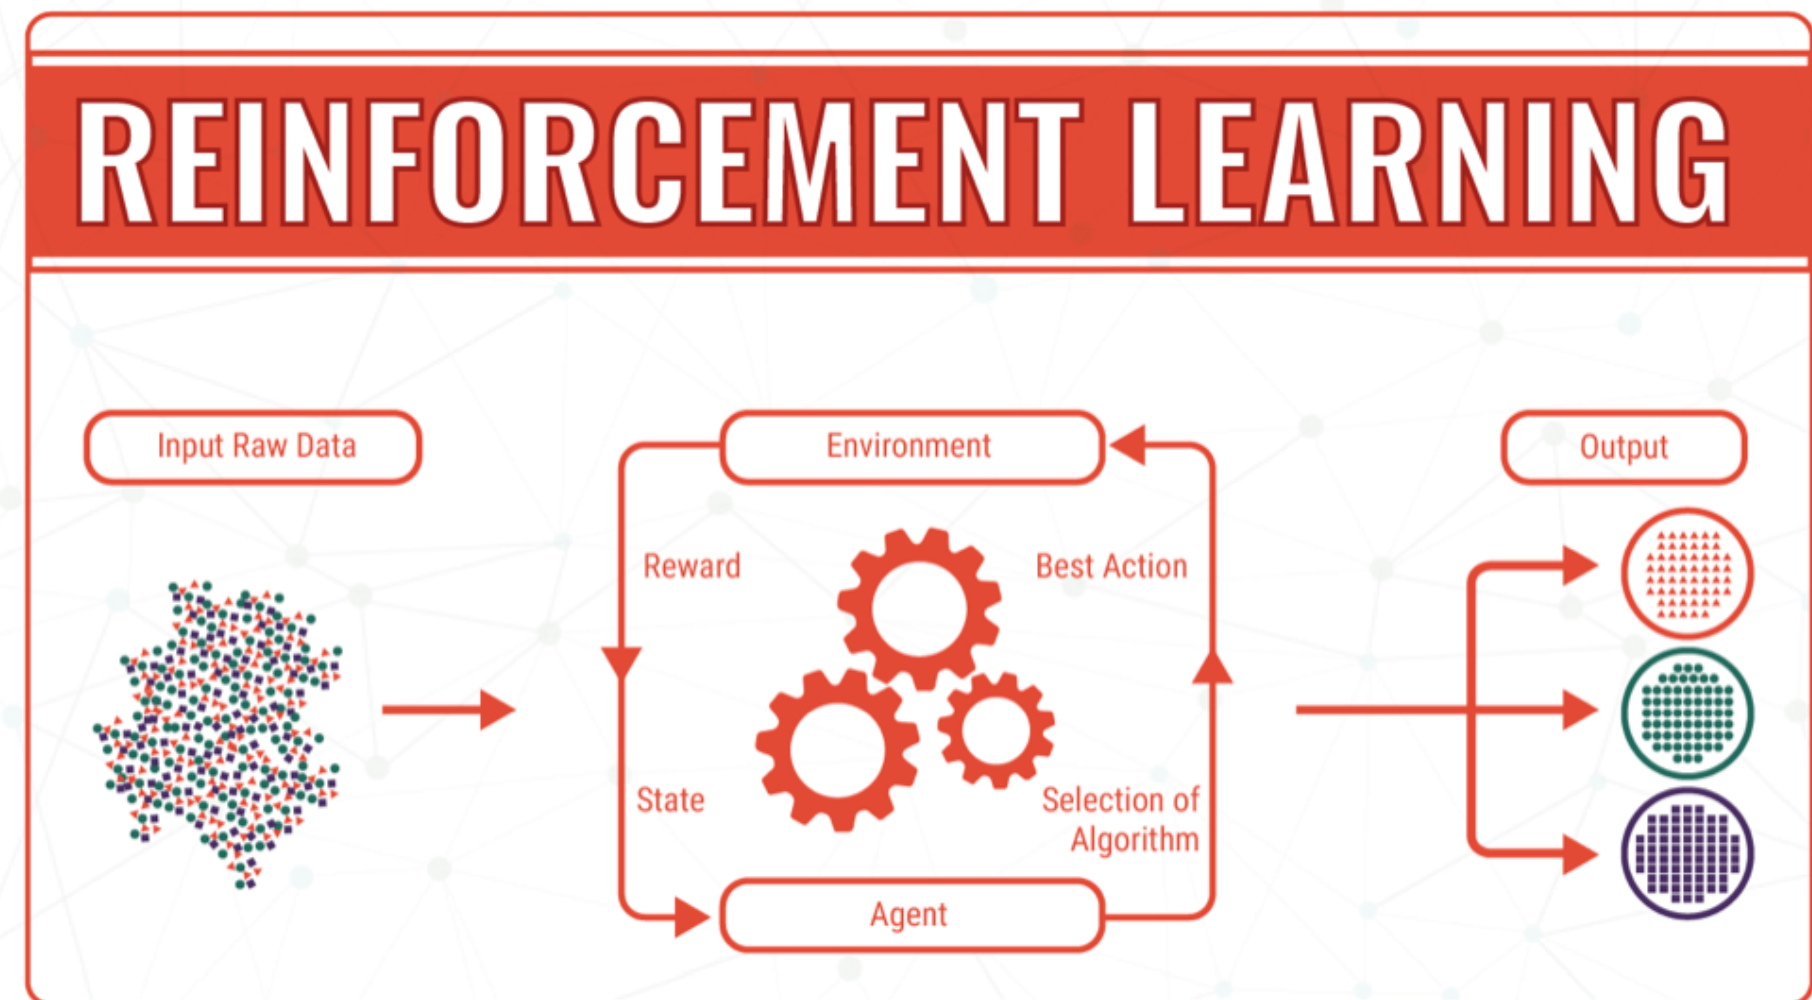 REINFORCEMENT LEARNING
Input Raw Data
Environment
Output
Reward
Best Action
State
Selection of
Algorithm
Agent